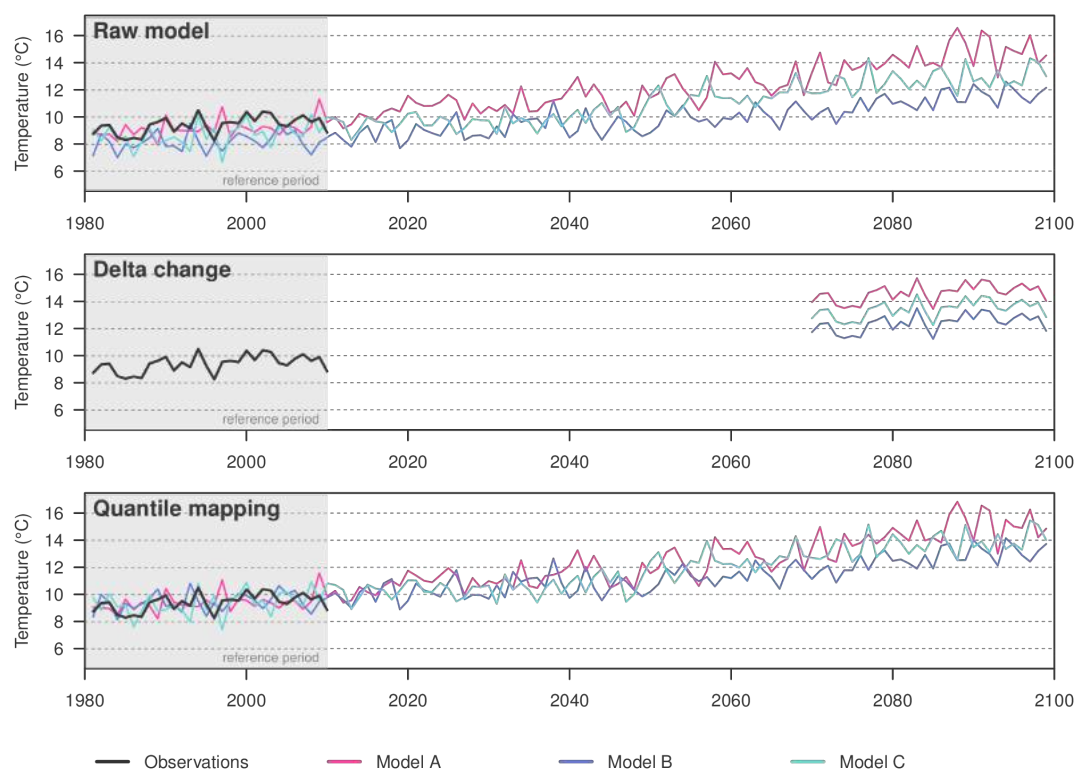 Raw model
Temperature (°C)
16
14
12
10
8
6
reference period
1980 2000 2020 2040 2060 2080 2100
Delta change
Temperature (°C)
16
14
12
10
8
6
reference period
1980 2000 2020 2040 2060 2080 2100
Quantile mapping
Temperature (°C)
16
14
12
10
8
6
reference period
1980 2000 2020 2040 2060 2080 2100
Observations Model A Model B Model C